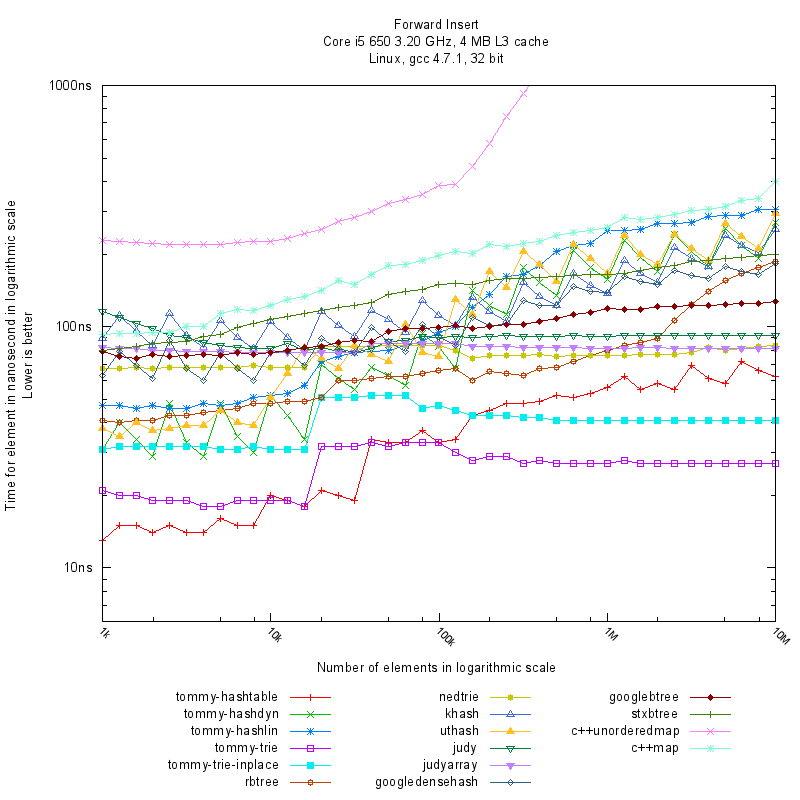 Forward Insert
Core i5 650 3.20 GHz, 4 MB L3 cache
Linux, gcc 4.7.1, 32 bit
1000ns
100ns
10ns
Time for element in nanosecond in logarithmic scale
Lower is better
1k
10k
100k
1M
10M
Number of elements in logarithmic scale
tommy-hashtable
tommy-hashdyn
tommy-hashlin
tommy-trie
tommy-trie-inplace
rbtree
nedtrie
khash
uthash
judy
judyarray
googledensehash
googlebtree
stxbtree
c++unorderedmap
c++map